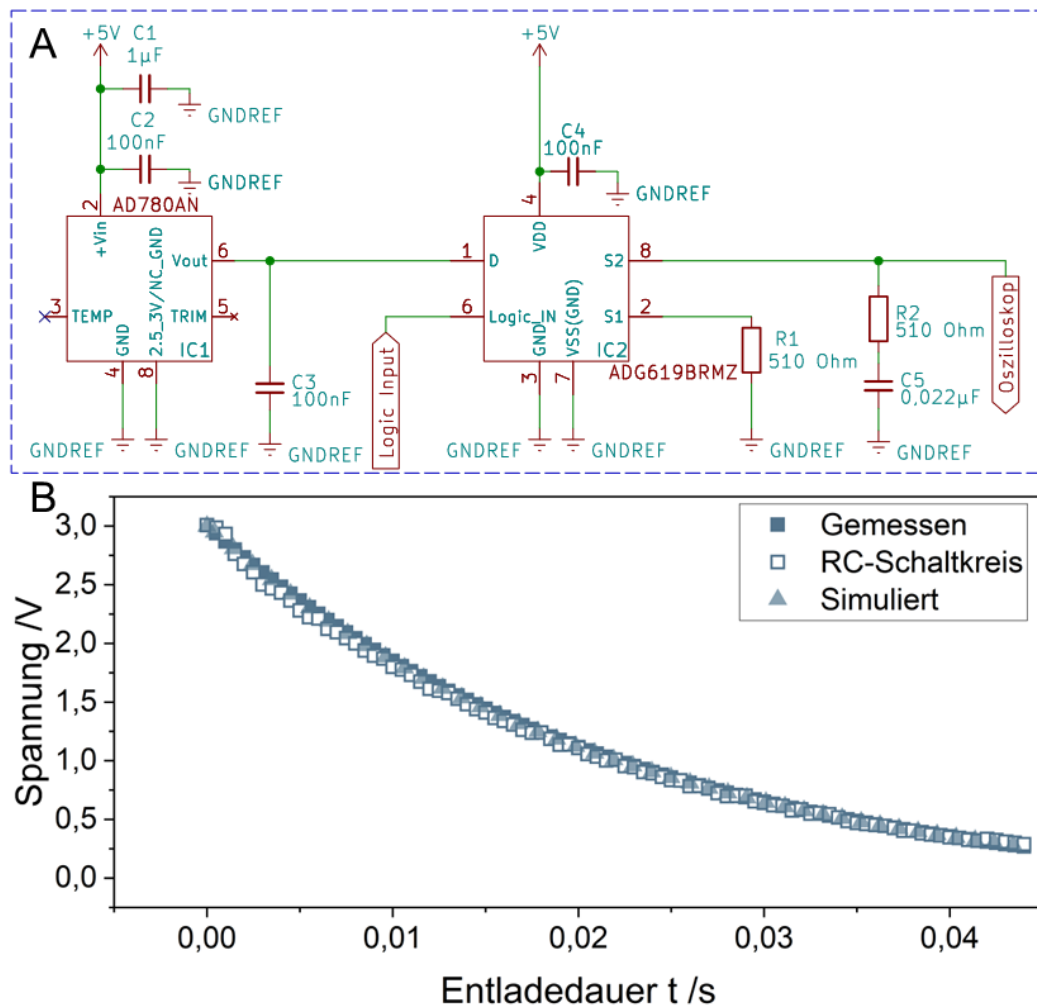 A
+5V
C1
1µF
GNDREF
C2
100nF
GNDREF
2
AD780AN
+Vin
Vout
6
2.5_3V/NC_GND
3
TEMP
TRIM
5
GND
IC1
4
8
C3
100nF
GNDREF
GNDREF
GNDREF
+5V
C4
100nF
GNDREF
4
VDD
1
D
S2
8
6
Logic_IN
S1
2
GND
VSS(GND)
IC2
3
7
ADG619BRMZ
Logic Input
GNDREF
GNDREF
R1
510 Ohm
GNDREF
R2
510 Ohm
C5
0,022µF
GNDREF
Oszilloskop
B
Gemessen
RC-Schaltkreis
Simuliert
3,0
2,5
2,0
1,5
1,0
0,5
0,0
Spannung /V
0,00
0,01
0,02
0,03
0,04
Entladedauer t /s